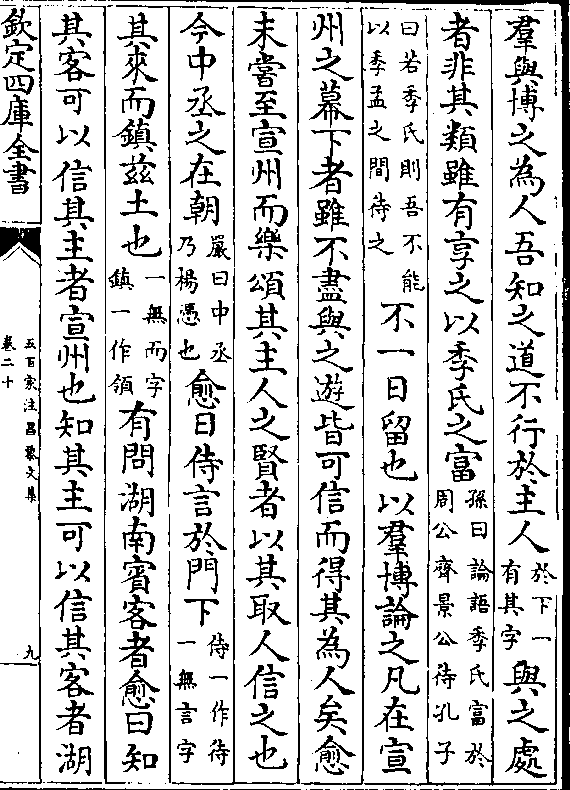 羣與博之為人吾知之道不行於主人於下一有其字與之處
者非其類雖有享之以季氏之富孫曰論語季氏富於周公齊景公待孔子
曰若季氏則吾不能以季孟之間待之不一日留也以羣博論之凡在宣
州之幕下者雖不盡與之遊皆可信而得其為人矣愈
未嘗至宣州而樂頌其主人之賢者以其取人信之也
今中丞之在朝嚴曰中丞乃楊憑也愈日侍言於門下侍一作待一無言字
其來而鎮茲土也一無而字鎮一作領有問湖南賓客者愈曰知
其客可以信其主者宣州也知其主可以信其客者湖
欽定四庫全書
五百家注昌黎文集
卷二十
九